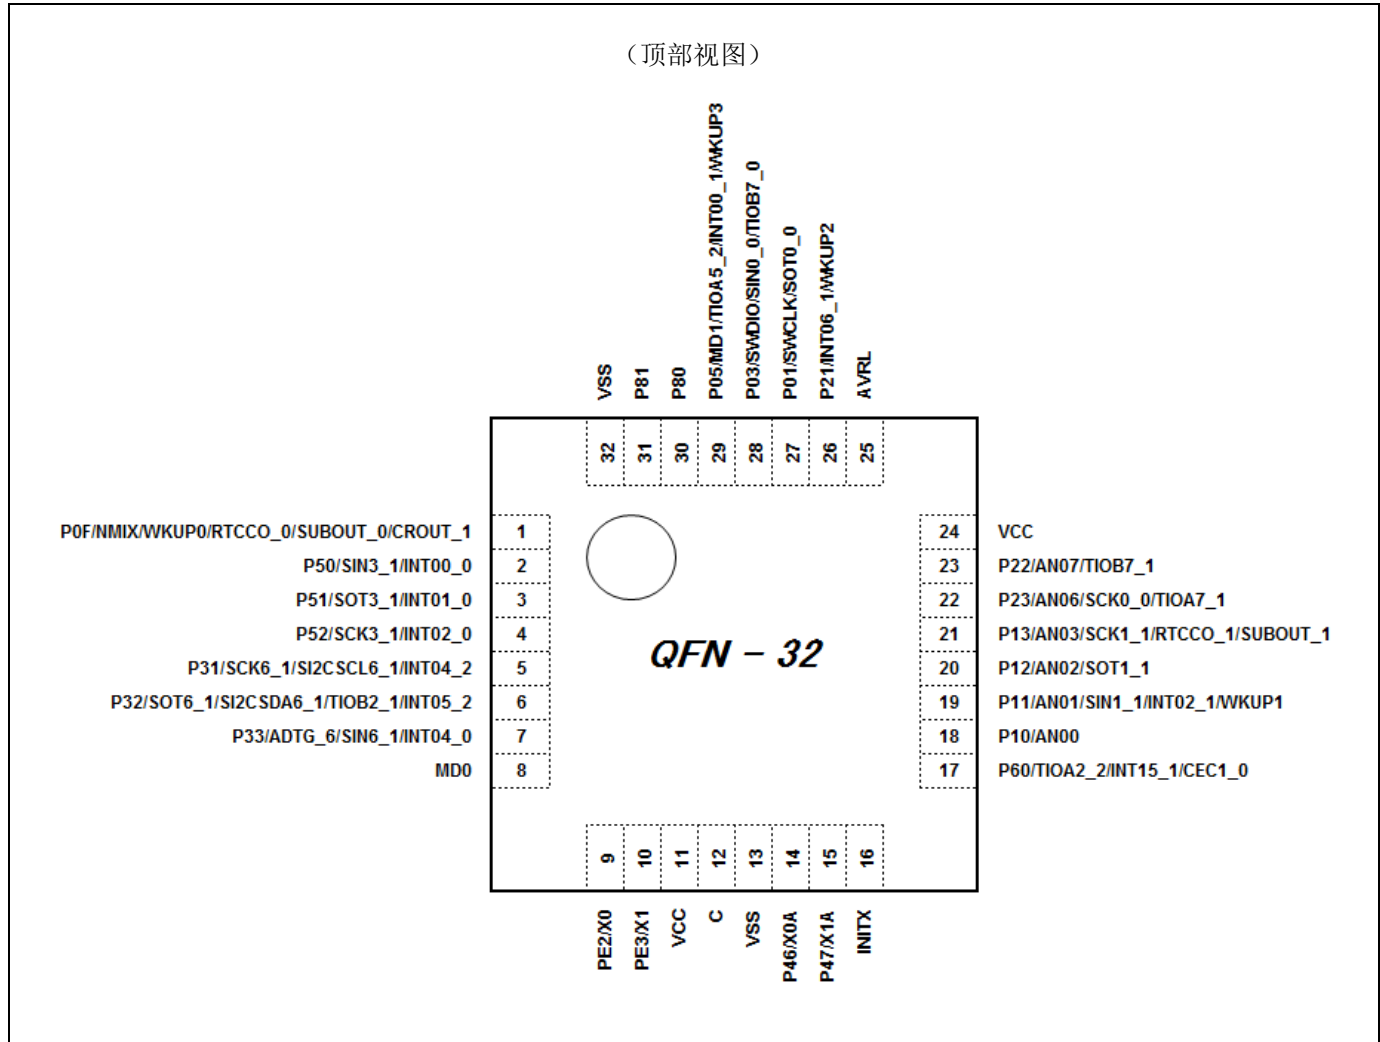 （顶部视图）
VSS
P81
P80
P05/MD1/TIOA5_2/INT00_1/WKUP3
P03/SWDIO/SIN0_0/TIOB7_0
P01/SWCLK/SOT0_0
P21/INT06_1/WKUP2
AVRL
32 31 30 29 28 27 26 25
P0F/NMIX/WKUP0/RTCCO_0/SUBOUT_0/CROUT_1 1
P50/SIN3_1/INT00_0 2
P51/SOT3_1/INT01_0 3
P52/SCK3_1/INT02_0 4
P31/SCK6_1/SI2CSCL6_1/INT04_2 5
P32/SOT6_1/SI2CSDA6_1/TIOB2_1/INT05_2 6
P33/ADTG_6/SIN6_1/INT04_0 7
MD0 8
QFN - 32
24 VCC
23 P22/AN07/TIOB7_1
22 P23/AN06/SCK0_0/TIOA7_1
21 P13/AN03/SCK1_1/RTCCO_1/SUBOUT_1
20 P12/AN02/SOT1_1
19 P11/AN01/SIN1_1/INT02_1/WKUP1
18 P10/AN00
17 P60/TIOA2_2/INT15_1/CEC1_0
9 10 11 12 13 14 15 16
PE2/X0
PE3/X1
VCC
C
VSS
P46/X0A
P47/X1A
INITX